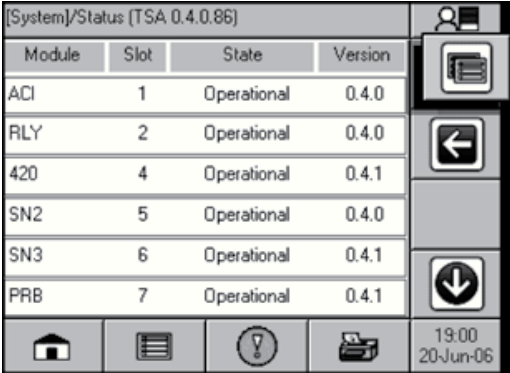 [System]/Status (TSA 0.4.0.86)
Module Slot State Version
ACI 1 Operational 0.4.0
RLY 2 Operational 0.4.0
420 4 Operational 0.4.1
SN2 5 Operational 0.4.0
SN3 6 Operational 0.4.1
PRB 7 Operational 0.4.1
19:00
20-Jun-06